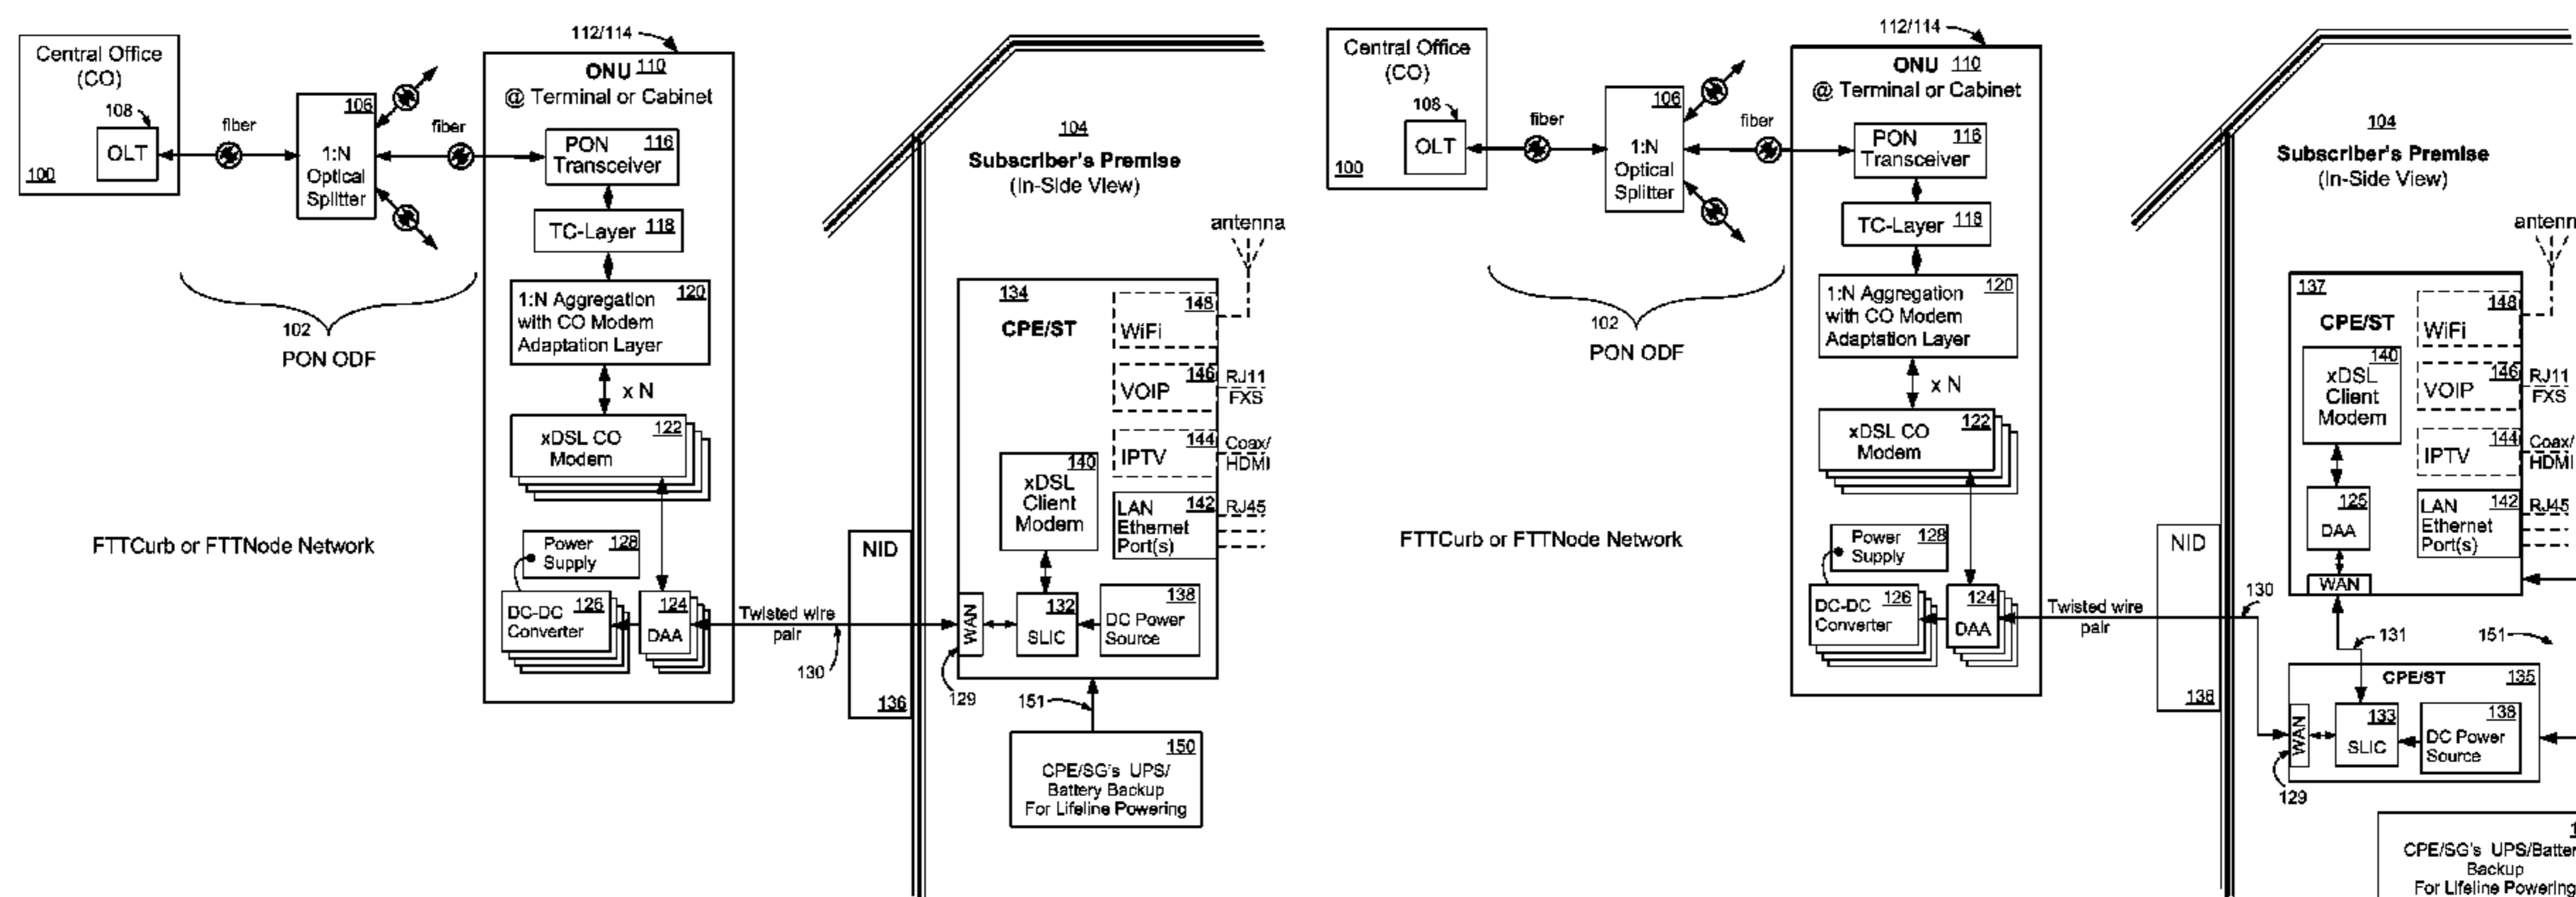 112/114
Central Office
(CO)
108
OLT
100
fiber
106
1:N
Optical
Splitter
fiber
102
PON ODF
ONU 110
@ Terminal or Cabinet
PON 116
Transceiver
TC-Layer 118
1:N Aggregation 120
with CO Modem
Adaptation Layer
x N
xDSL CO 122
Modem
Power 128
Supply
DC-DC 126
Converter
124
DAA
FTTCurb or FTTNode Network
Twisted wire
pair
130
NID
136
104
Subscriber's Premise
(In-Side View)
antenna
134
CPE/ST
148
WiFi
146
VOIP
RJ11
FXS
144
IPTV
Coax/
HDMI
140
xDSL
Client
Modem
LAN 142
Ethernet
Port(s)
RJ45
WAN
129
132
SLIC
138
DC Power
Source
151
150
CPE/SG's UPS/
Battery Backup
For Lifeline Powering
112/114
Central Office
(CO)
108
OLT
100
fiber
106
1:N
Optical
Splitter
fiber
102
PON ODF
ONU 110
@ Terminal or Cabinet
PON 116
Transceiver
TC-Layer 118
1:N Aggregation 120
with CO Modem
Adaptation Layer
x N
xDSL CO 122
Modem
Power 128
Supply
DC-DC 126
Converter
124
DAA
FTTCurb or FTTNode Network
Twisted wire
pair
130
NID
136
104
Subscriber's Premise
(In-Side View)
antenn
137
CPE/ST
148
WiFi
140
xDSL
Client
Modem
146
VOIP
RJ11
FXS
144
IPTV
Coax/
HDMI
125
DAA
LAN 142
Ethernet
Port(s)
RJ45
WAN
131
151
CPE/ST 135
WAN
129
133
SLIC
138
DC Power
Source
1
CPE/SG's UPS/Batter
Backup
For Lifeline Powering